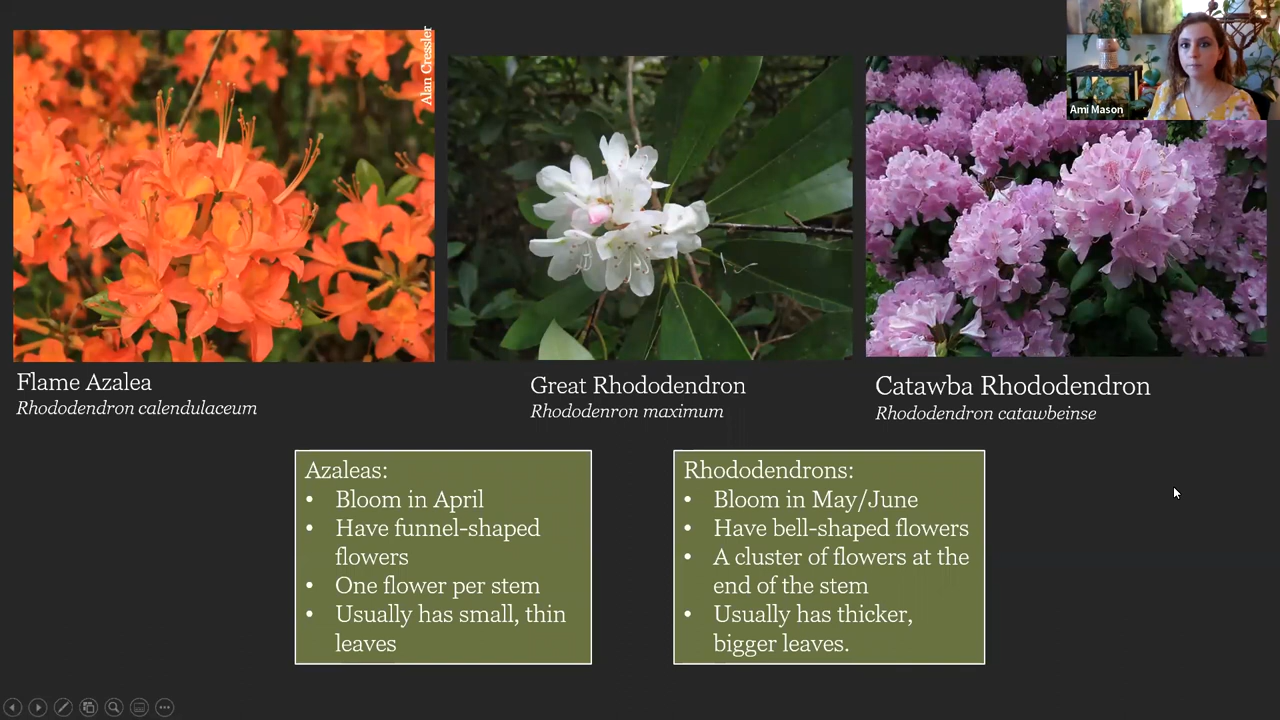 Alan Cressler
Ami Mason
Flame Azalea
Rhododendron calendulaceum
Great Rhododendron
Rhododenron maximum
Catawba Rhododendron
Rhododendron catawbeinse
Azaleas:
• Bloom in April
• Have funnel-shaped
flowers
• One flower per stem
• Usually has small, thin
leaves
Rhododendrons:
• Bloom in May/June
• Have bell-shaped flowers
• A cluster of flowers at the
end of the stem
• Usually has thicker,
bigger leaves.